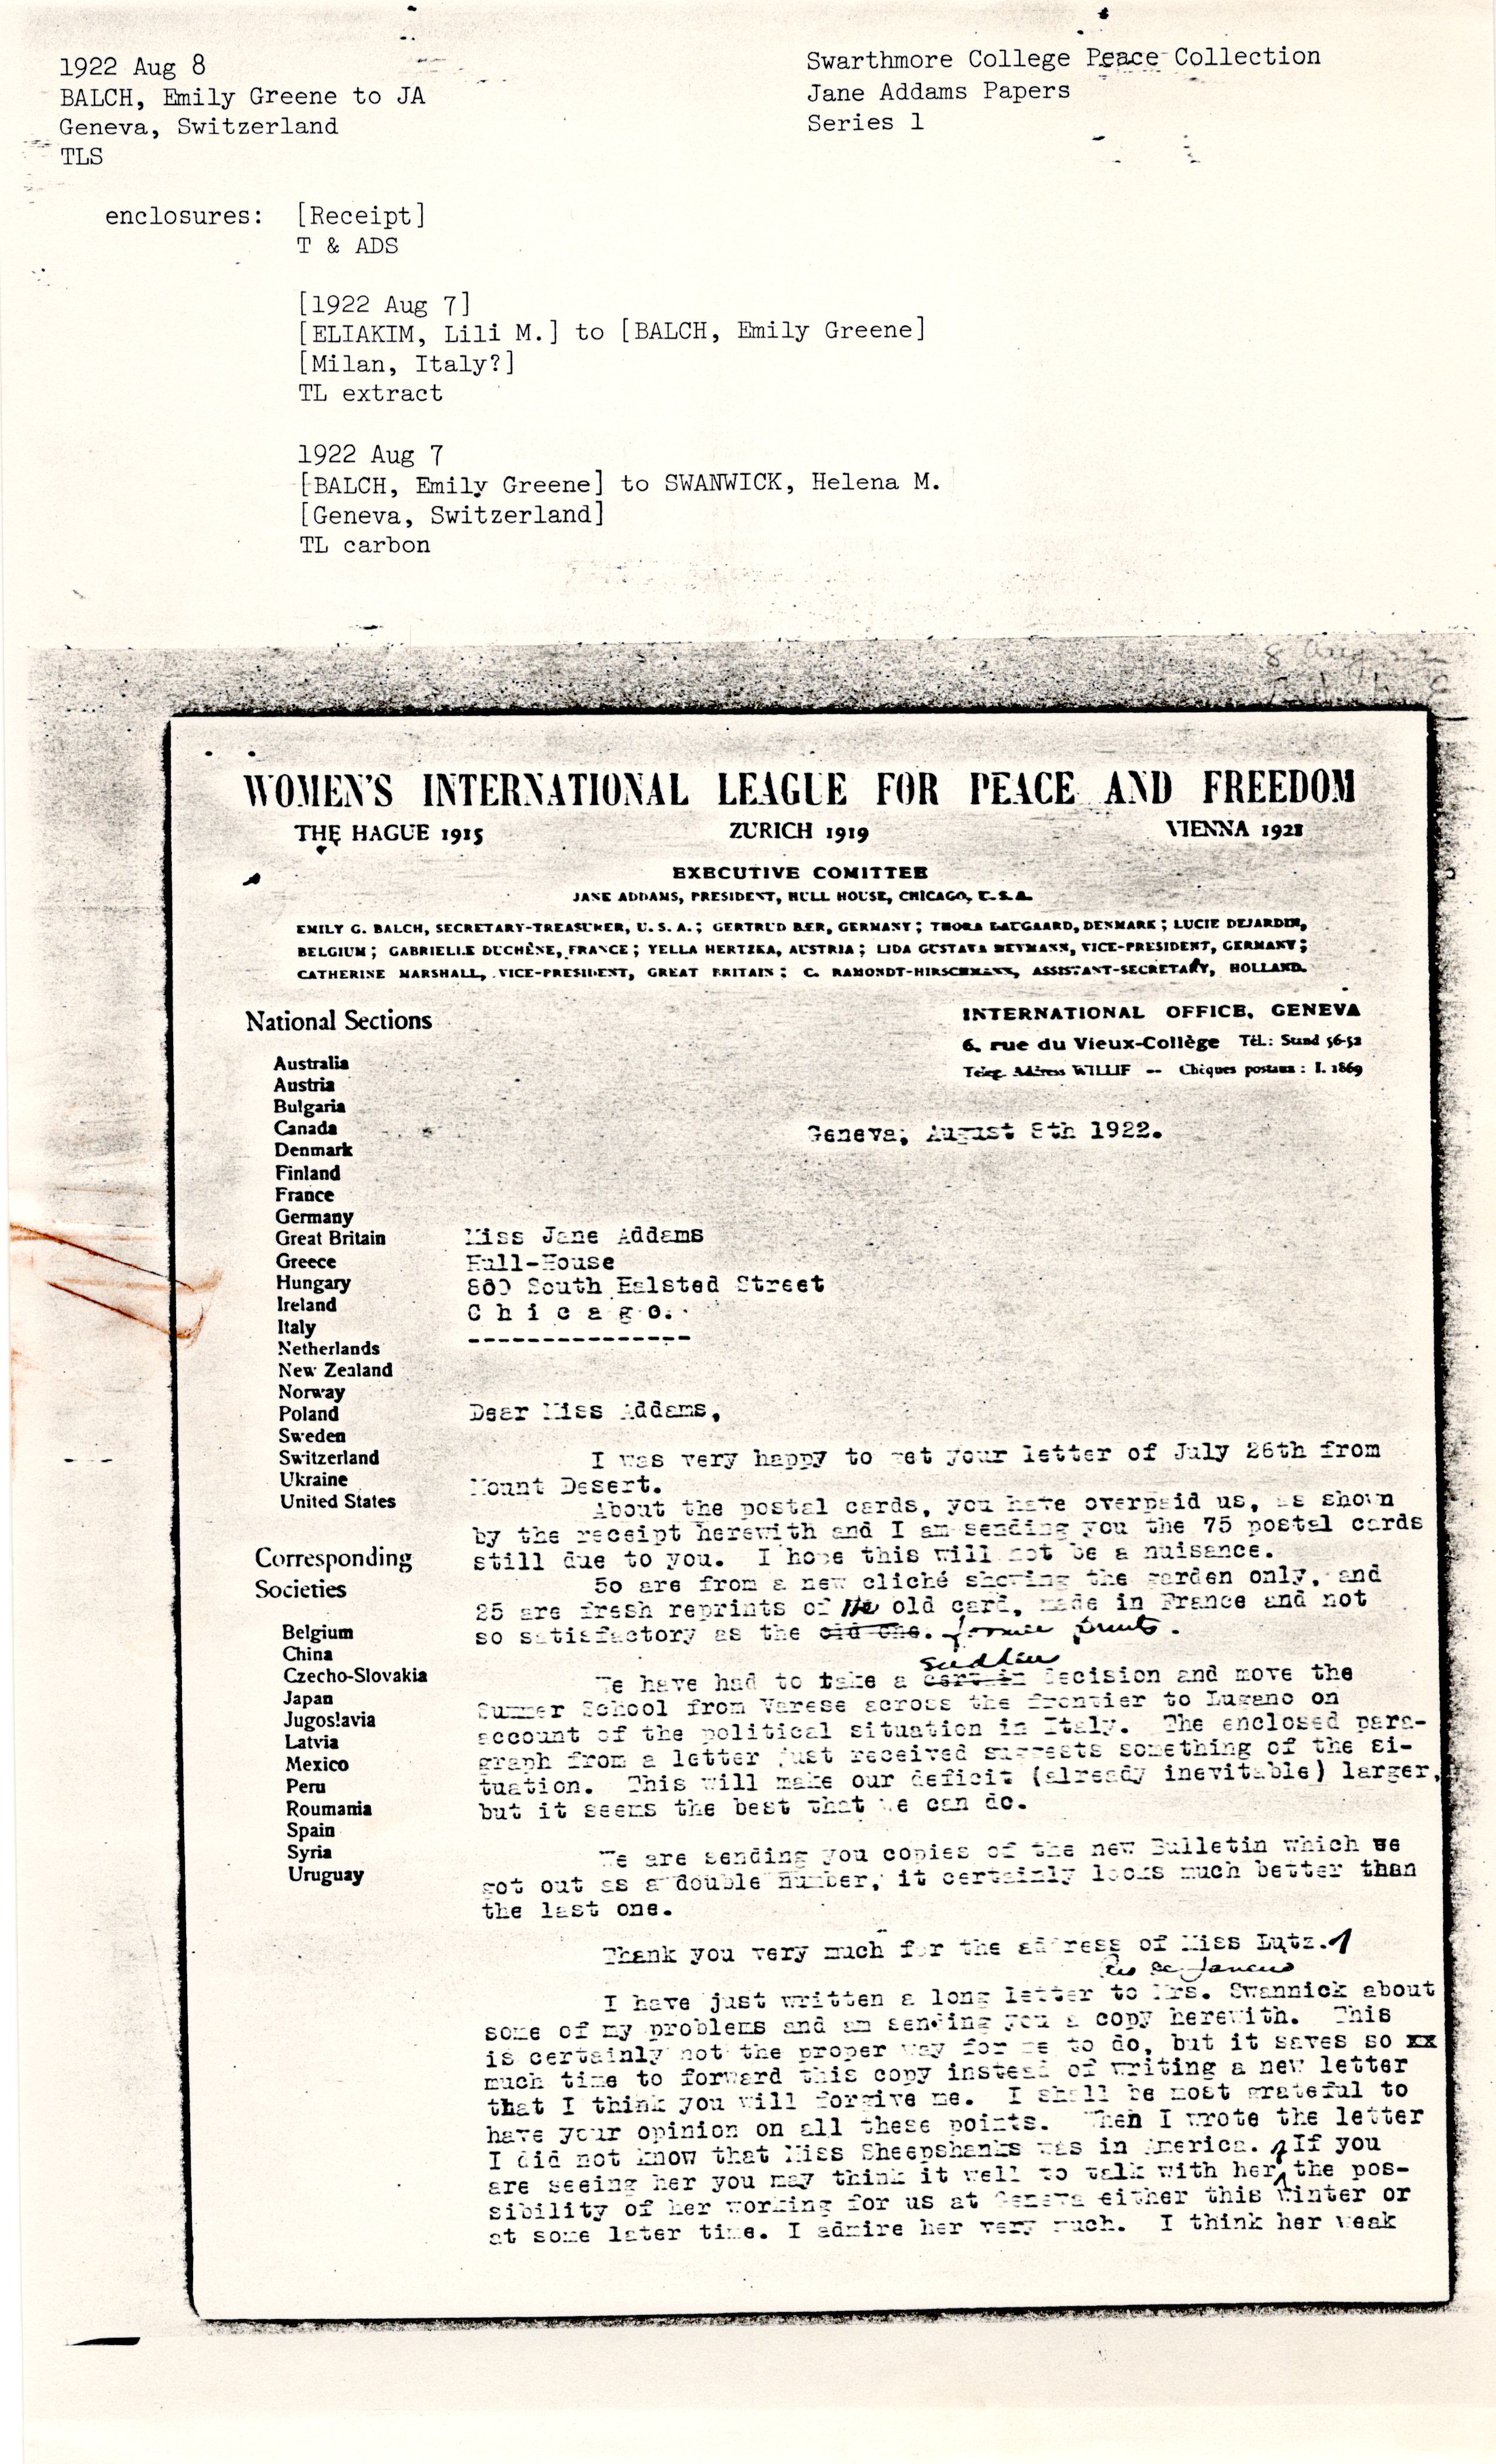 1922 Aug 8
BALCH, Emily Greene to JA
Geneva, Switzerland
TLS
Swarthmore College Peace Collection
Jane Addams Papers
Series 1
enclosures: [Receipt]
T & ADS
[1922 Aug 7]
[ELIAKIM, Lili M.] to [BALCH, Emily Greene]
[Milan, Italy?]
TL extract
1922 Aug 7
[BALCH, Emily Greene] to SWANWICK, Helena M.
[Geneva, Switzerland]
TL carbon
8 Aug 22
WOMEN'S INTERNATIONAL LEAGUE FOR PEACE AND FREEDOM
THE HAGUE 1915 ZURICH 1919 VIENNA 1921
EXECUTIVE COMITTEE
JANE ADDAMS, PRESIDENT, HULL HOUSE, CHICAGO, U.S.A.
EMILY G. BALCH, SECRETARY-TREASURER, U. S. A.; GERTRUD BAER, GERMANY; THORA DAUGAARD, DENMARK; LUCIE DEJARDIN,
BELGIUM; GABRIELLE DUCHÊNE, FRANCE; YELLA HERTZKA, AUSTRIA; LIDA GUSTAVA HEYMANN, VICE-PRESIDENT, GERMANY;
CATHERINE MARSHALL, VICE-PRESIDENT, GREAT BRITAIN; C. RAMONDT-HIRSCHMANN, ASSISTANT-SECRETARY, HOLLAND.
INTERNATIONAL OFFICE, GENEVA
6, rue du Vieux-Collège TÉL: Stand 56-52
Teleg. Address WILLIF -- Chèques postaux: I. 1869
National Sections
Australia
Austria
Bulgaria
Canada
Denmark
Finland
France
Germany
Great Britain
Greece
Hungary
Ireland
Italy
Netherlands
New Zealand
Norway
Poland
Sweden
Switzerland
Ukraine
United States
Corresponding
Societies
Belgium
China
Czecho-Slovakia
Japan
Jugoslavia
Latvia
Mexico
Peru
Roumania
Spain
Syria
Uruguay
Geneva, August 8th 1922.
Miss Jane Addams
Hull-House
800 South Halsted Street
C h i c a g o.
---------------
Dear Miss Addams,
I was very happy to get your letter of July 26th from
Mount Desert.
About the postal cards, you have overpaid us, as shown
by the receipt herewith and I am sending you the 75 postal cards
still due to you. I hope this will not be a nuisance.
50 are from a new cliché showing the garden only, and
25 are fresh reprints of the old card, made in France and not
so satisfactory as the old one. former prints.
sudden
We have had to take a certain decision and move the
Summer School from Varese across the frontier to Lugano on
account of the political situation in Italy. The enclosed para-
graph from a letter just received suggests something of the si-
tuation. This will make our deficit (already inevitable) larger,
but it seems the best that we can do.
We are sending you copies of the new Bulletin which we
got out as a double number, it certainly looks much better than
the last one.
Thank you very much for the address of Miss Lutz.
Rio de Janeiro
I have just written a long letter to Mrs. Swannick about
some of my problems and am sending you a copy herewith. This
is certainly not the proper way for me to do, but it saves so xx
much time to forward this copy instead of writing a new letter
that I think you will forgive me. I shall be most grateful to
have your opinion on all these points. When I wrote the letter
I did not know that Miss Sheepshanks was in America. If you
are seeing her you may think it well to talk with her the pos-
sibility of her working for us at Geneva either this winter or
at some later time. I admire her very much. I think her weak